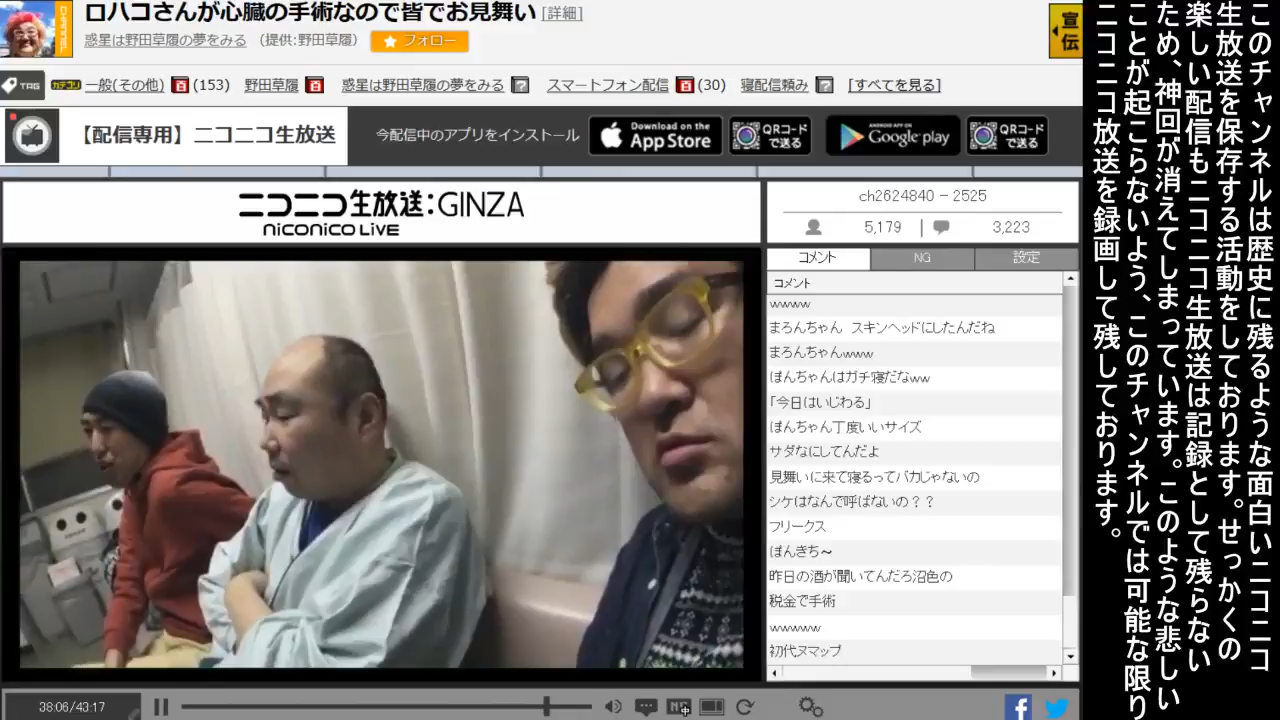 ロハコさんが心臓の手術なので皆でお見舞い [詳細]
CHANNEL
惑星は野田草履の夢をみる (提供:野田草履) ★ フォロー
宣伝
TAG カテゴリ 一般(その他) (153) 野田草履 惑星は野田草履の夢をみる ? スマートフォン配信 (30) 寝配信頼み ? [すべてを見る]
【配信専用】ニコニコ生放送
今配信中のアプリをインストール
Download on the
App Store
QRコード
で送る
ANDROID APP ON
Google play
QRコード
で送る
ニコニコ生放送:GINZA
niconico LIVE
ch2624840 - 2525
5,179 | 3,223
コメント NG 設定
コメント
wwww
まろんちゃん スキンヘッドにしたんだね
まろんちゃんwww
ぽんちゃんはガチ寝だなww
「今日はいじわる」
ぽんちゃん丁度いいサイズ
サダなにしてんだよ
見舞いに来て寝るってバカじゃないの
シケはなんで呼ばないの??
フリークス
ぽんきち~
昨日の酒が聞いてんだろ沼色の
税金で手術
wwwww
初代ヌマップ
38:06/43:17
このチャンネルは歴史に残るような面白いニコニコ
生放送を保存する活動をしております。せっかくの
楽しい配信もニコニコ生放送は記録として残らない
ため、神回が消えてしまっています。このような悲しい
ことが起こらないよう、このチャンネルでは可能な限り
ニコニコ放送を録画して残しております。